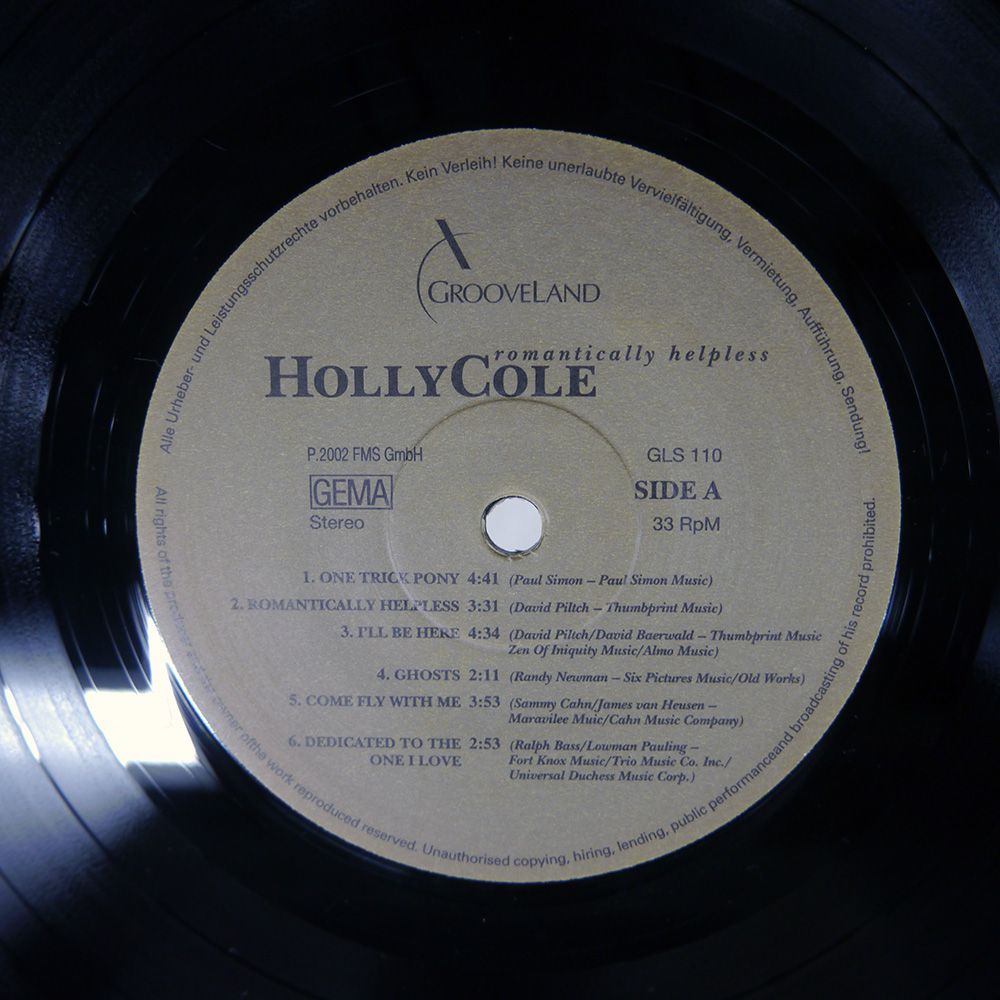 Alle Urheber- und Leistungsschutzrechte vorbehalten. Kein Verleih! Keine unerlaubte Vervielfältigung, Vermietung, Aufführung, Sendung!
GROOVELAND
romantically helpless
HOLLYCOLE
P.2002 FMS GmbH GLS 110
GEMA SIDE A
Stereo 33 RpM
1. ONE TRICK PONY 4:41 (Paul Simon – Paul Simon Music)
2. ROMANTICALLY HELPLESS 3:31 (David Piltch – Thumbprint Music)
3. I'LL BE HERE 4:34 (David Piltch/David Baerwald – Thumbprint Music
Zen Of Iniquity Music/Almo Music)
4. GHOSTS 2:11 (Randy Newman – Six Pictures Music/Old Works)
5. COME FLY WITH ME 3:53 (Sammy Cahn/James van Heusen –
Maravilee Muic/Cahn Music Company)
6. DEDICATED TO THE 2:53 (Ralph Bass/Lowman Pauling –
ONE I LOVE Fort Knox Music/Trio Music Co. Inc./
Universal Duchess Music Corp.)
All rights of the owner ofthe work reproduced reserved. Unauthorised copying, hiring, lending, public performanceand broadcasting of his record prohibited.